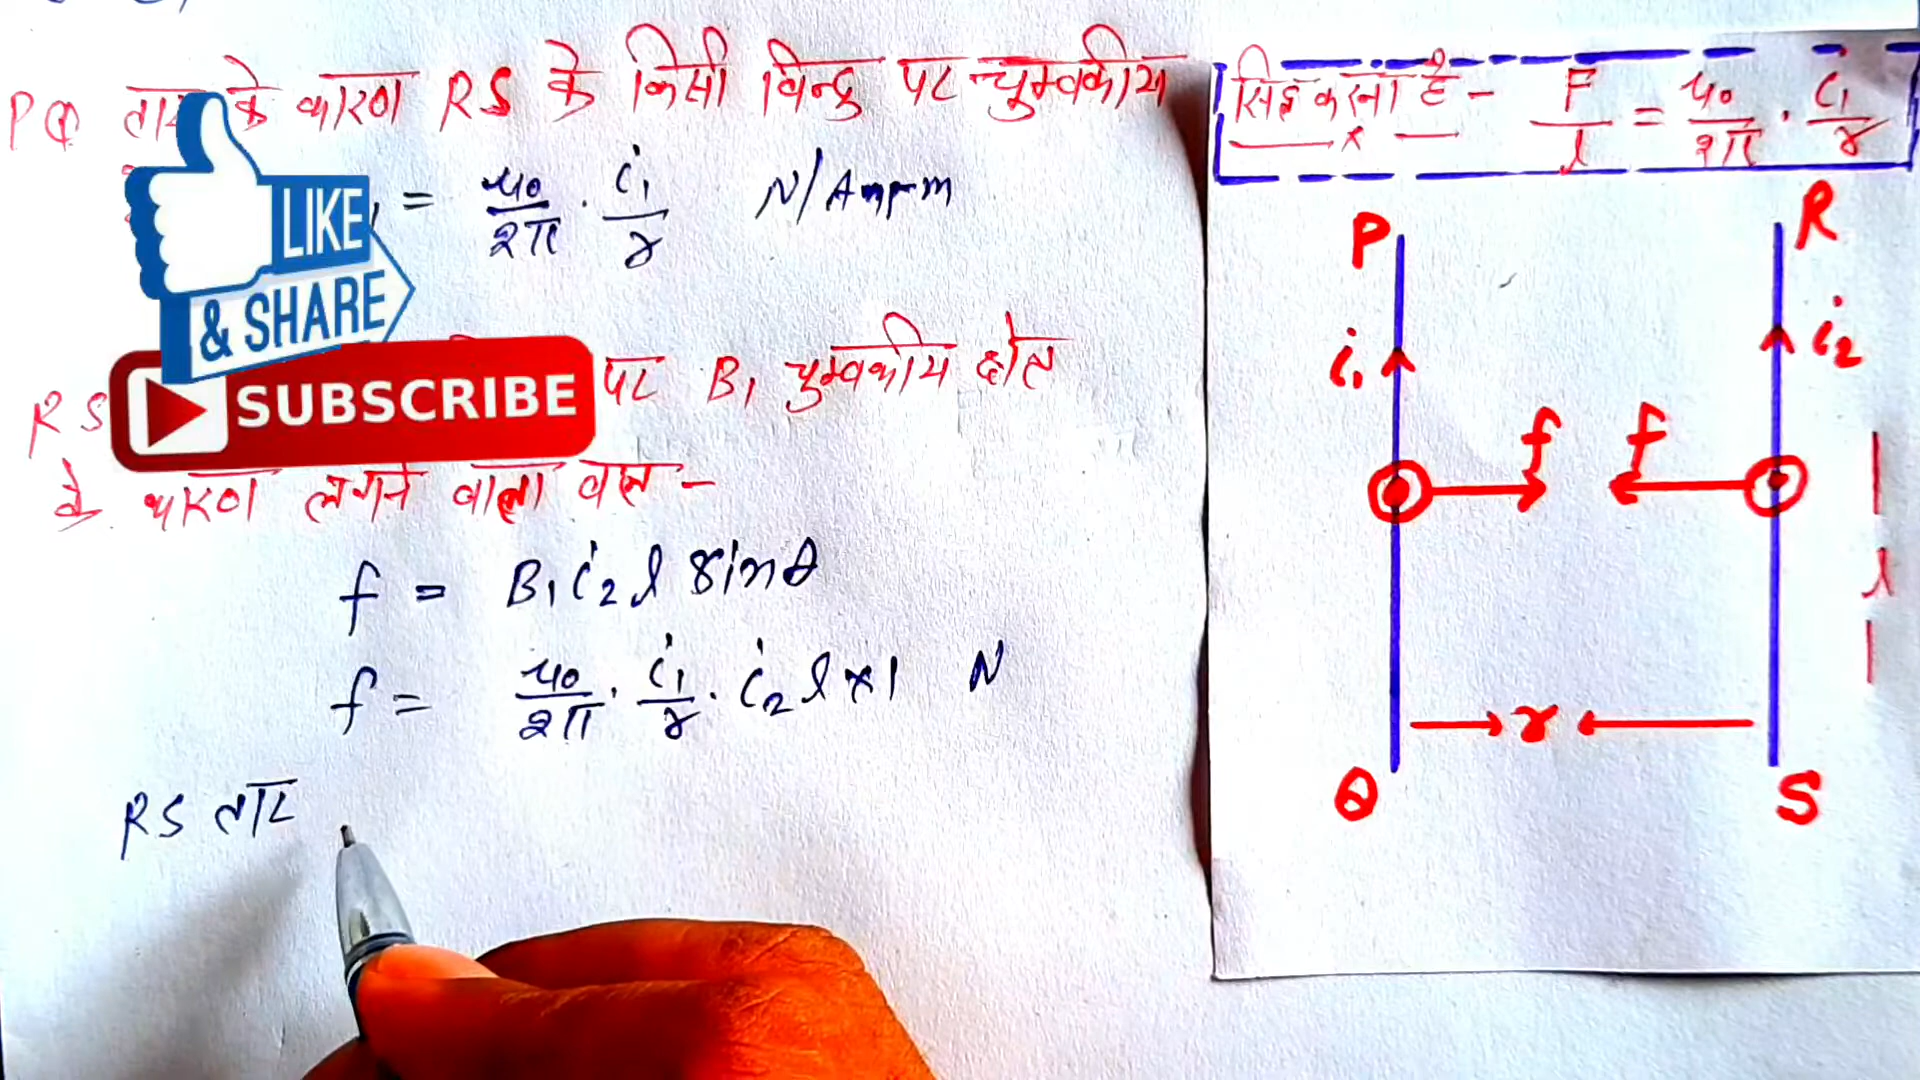 PQ के कारण RS के किसी बिन्दु पर चुम्बकीय
= μ₀/2π · i₁/r N/Amp-m
LIKE
& SHARE
SUBSCRIBE
RS पर B₁ चुम्बकीय क्षेत्र
के कारण लगने वाला बल -
f = B₁i₂l sinθ
f = μ₀/2π · i₁/r · i₂l×1 N
RS तार
सिद्ध करना है - F/l = μ₀/2π · i₁/r
P R
i₁ i₂
f f
l
r
Q S